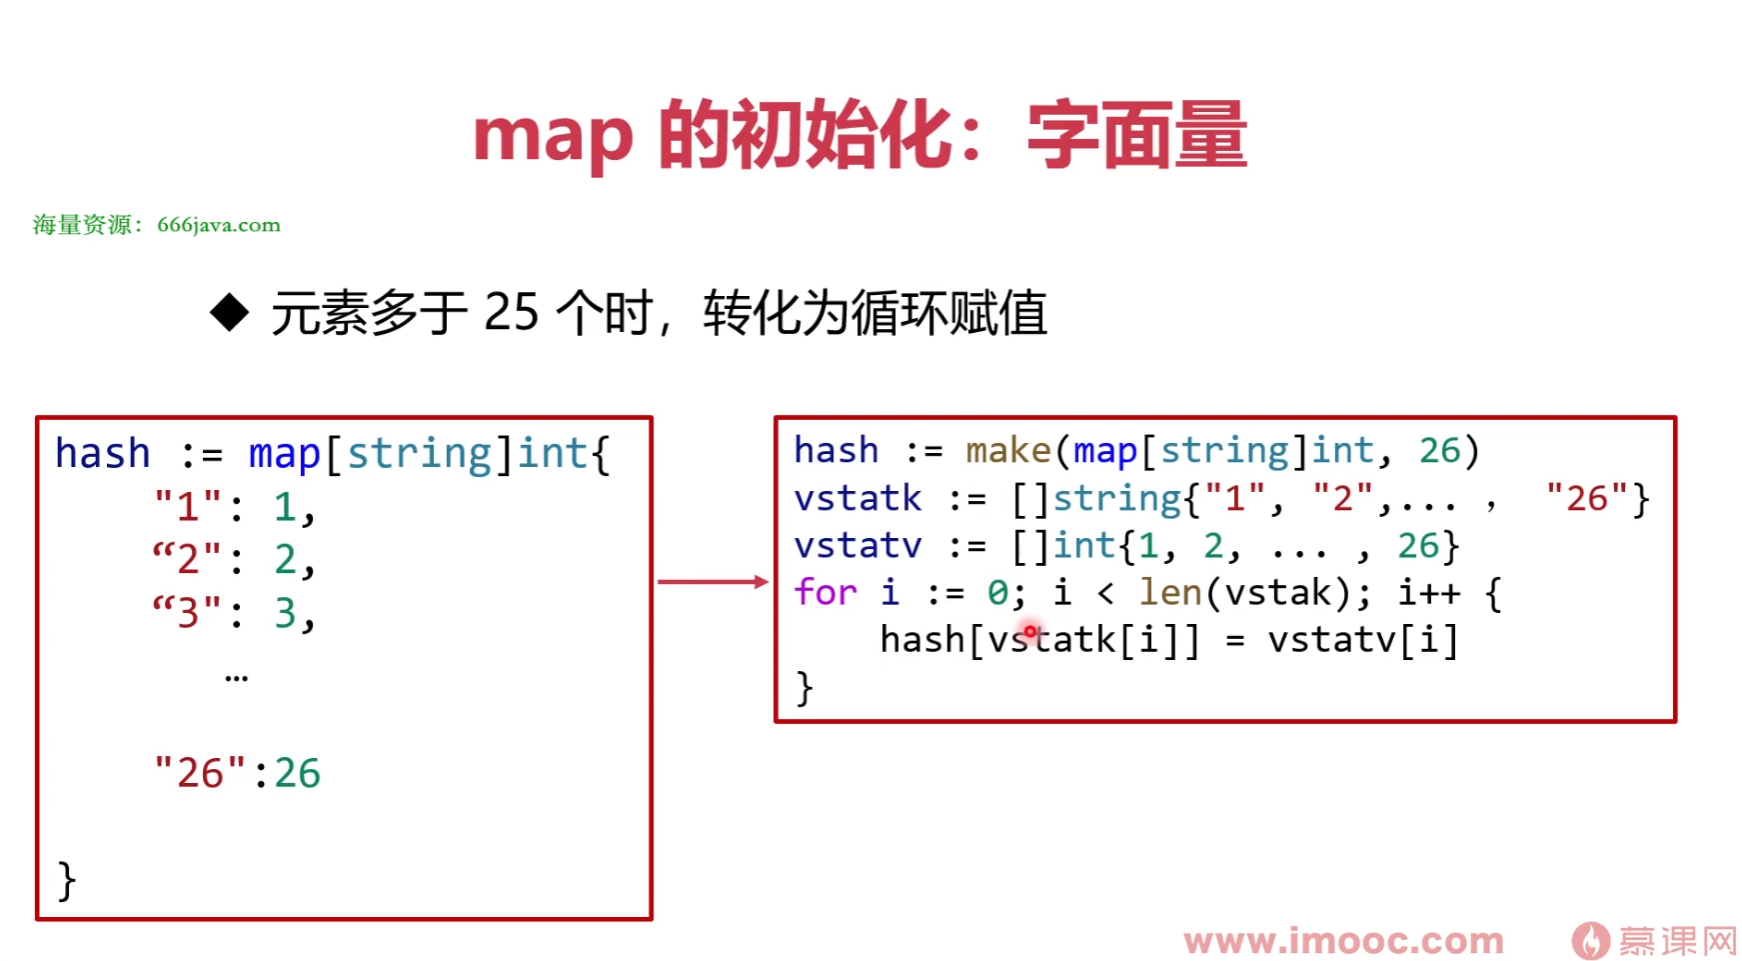 map 的初始化：字面量
海量资源：666java.com
◆ 元素多于 25 个时，转化为循环赋值
hash := map[string]int{
"1": 1,
“2": 2,
“3": 3,
…
"26":26
}
hash := make(map[string]int, 26)
vstatk := []string{"1", "2",... ， "26"}
vstatv := []int{1, 2, ... , 26}
for i := 0; i < len(vstak); i++ {
hash[vstatk[i]] = vstatv[i]
}
www.imooc.com 慕课网